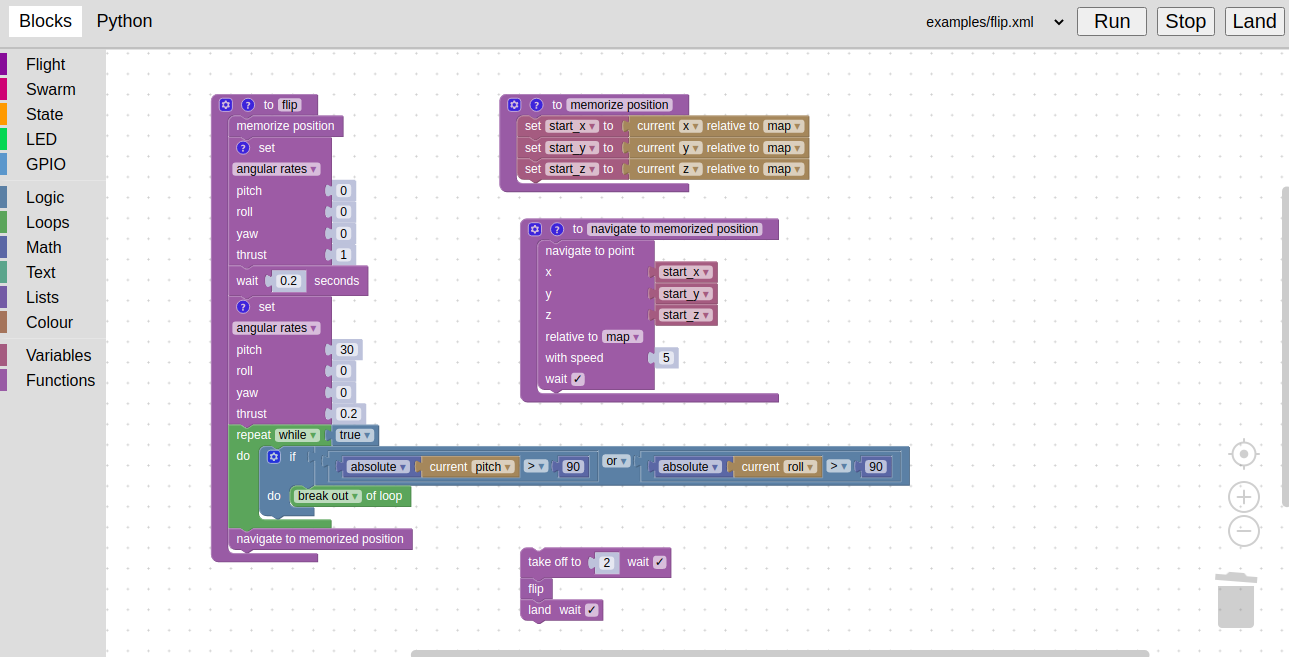 Blocks Python examples/flip.xml Run Stop Land
Flight
Swarm
State
LED
GPIO
Logic
Loops
Math
Text
Lists
Colour
Variables
Functions
? to flip
memorize position
? set
angular rates
pitch 0
roll 0
yaw 0
thrust 1
wait 0.2 seconds
? set
angular rates
pitch 30
roll 0
yaw 0
thrust 0.2
repeat while true
do if absolute current pitch > 90 or absolute current roll > 90
do break out of loop
navigate to memorized position
? to memorize position
set start_x to current x relative to map
set start_y to current y relative to map
set start_z to current z relative to map
? to navigate to memorized position
navigate to point
x start_x
y start_y
z start_z
relative to map
with speed 5
wait ✓
take off to 2 wait ✓
flip
land wait ✓